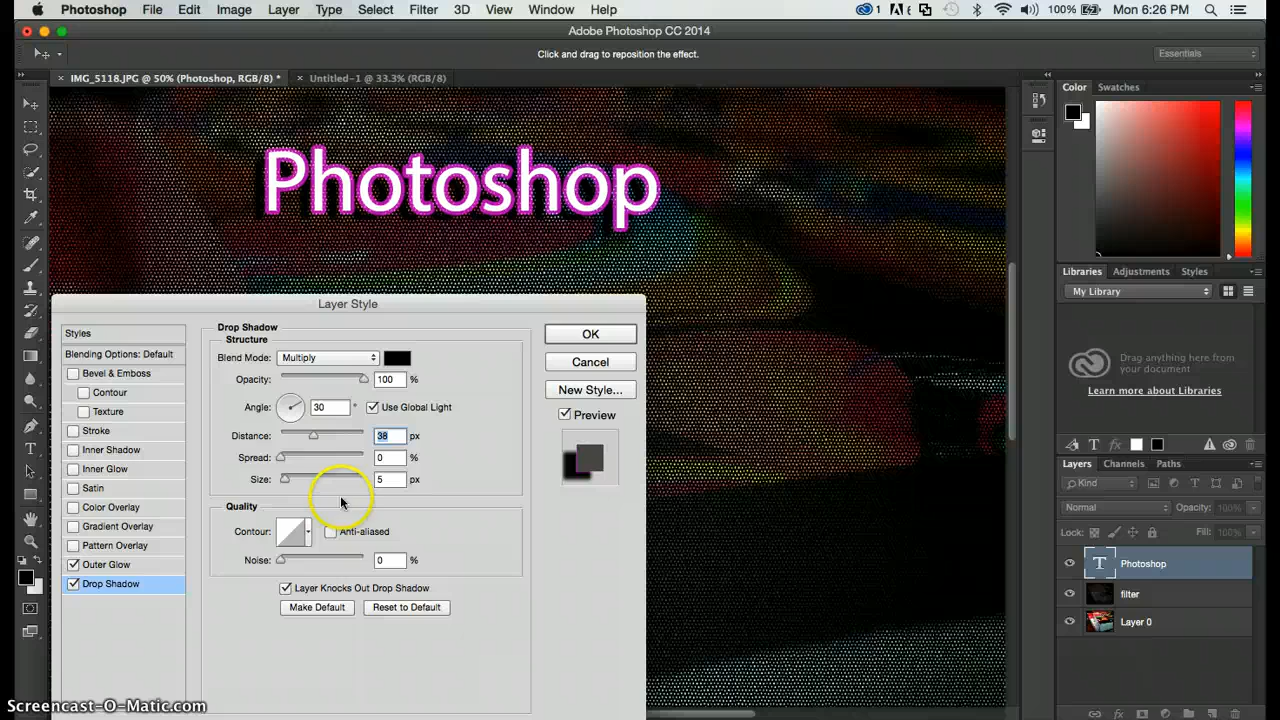 Photoshop File Edit Image Layer Type Select Filter 3D View Window Help 1 6 100% Mon 6:26 PM
Adobe Photoshop CC 2014
Click and drag to reposition the effect.
Essentials
× IMG_5118.JPG @ 50% (Photoshop, RGB/8) *
× Untitled-1 @ 33.3% (RGB/8)
Color Swatches
Photoshop
Libraries Adjustments Styles
My Library
Drag anything here from
media
Learn more about Libraries
Layer Style
Styles
Blending Options: Default
Bevel & Emboss
Contour
Texture
Stroke
Inner Shadow
Inner Glow
Satin
Color Overlay
Gradient Overlay
Pattern Overlay
Outer Glow
Drop Shadow
Drop Shadow
Structure
Blend Mode: Multiply
Opacity: 100 %
Angle: 30 ° Use Global Light
Distance: 38 px
Spread: 0 %
Size: 5 px
Quality
Contour: Anti-aliased
Noise: 0 %
Layer Knocks Out Drop Shadow
Make Default Reset to Default
OK
Cancel
New Style...
Preview
T fx
Layers Channels Paths
Kind
Normal Opacity: 100%
Lock: Fill: 100%
T Photoshop
filter
Layer 0
fx
Screencast-O-Matic.com